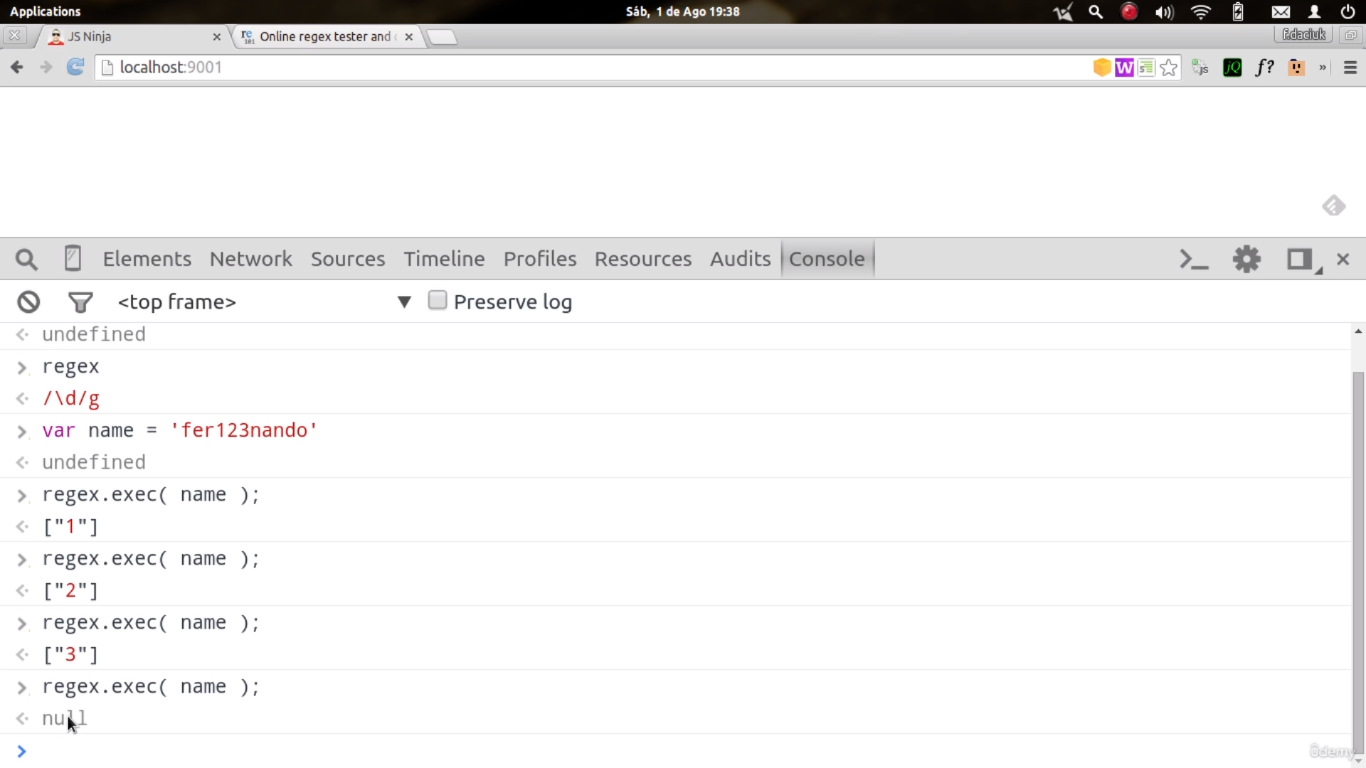 Applications
Sáb, 1 de Ago 19:38
JS Ninja
Online regex tester and
f.daciuk
localhost:9001
Elements Network Sources Timeline Profiles Resources Audits Console
<top frame> ▼ Preserve log
undefined
regex
/\d/g
var name = 'fer123nando'
undefined
regex.exec( name );
["1"]
regex.exec( name );
["2"]
regex.exec( name );
["3"]
regex.exec( name );
null
ûdemy